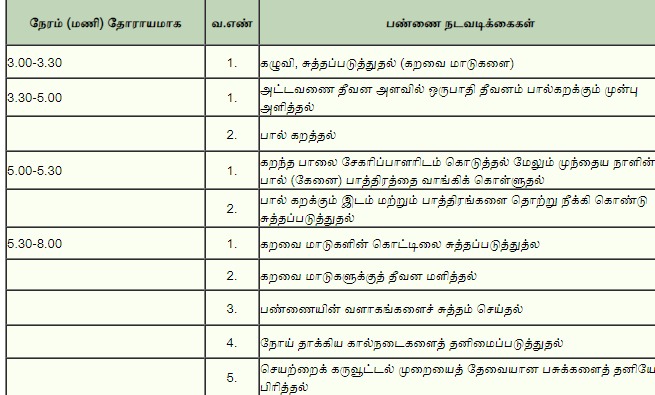 நேரம் (மணி) தோராயமாக வ.எண் பண்ணை நடவடிக்கைகள்
3.00-3.30 1. கழுவி, சுத்தப்படுத்துதல் (கறவை மாடுகளை)
3.30-5.00 1. அட்டவணை தீவன அளவில் ஒருபாதி தீவனம் பால்கறக்கும் முன்பு
அளித்தல்
2. பால் கறத்தல்
5.00-5.30 1. கறந்த பாலை சேகரிப்பாளரிடம் கொடுத்தல் மேலும் முந்தைய நாளின்
பால் (கேனை) பாத்திரத்தை வாங்கிக் கொள்ளுதல்
2. பால் கறக்கும் இடம் மற்றும் பாத்திரங்களை தொற்று நீக்கி கொண்டு
சுத்தப்படுத்துதல்
5.30-8.00 1. கறவை மாடுகளின் கொட்டிலை சுத்தப்படுத்துத்ல
2. கறவை மாடுகளுக்குத் தீவன மளித்தல்
3. பண்ணையின் வளாகங்களைச் சுத்தம் செய்தல்
4. நோய் தாக்கிய கால்நடைகளைத் தனிமைப்படுத்துதல்
5. செயற்றைக் கருவூட்டல் முறையைத் தேவையான பசுக்களைத் தனியே
பிரித்தல்